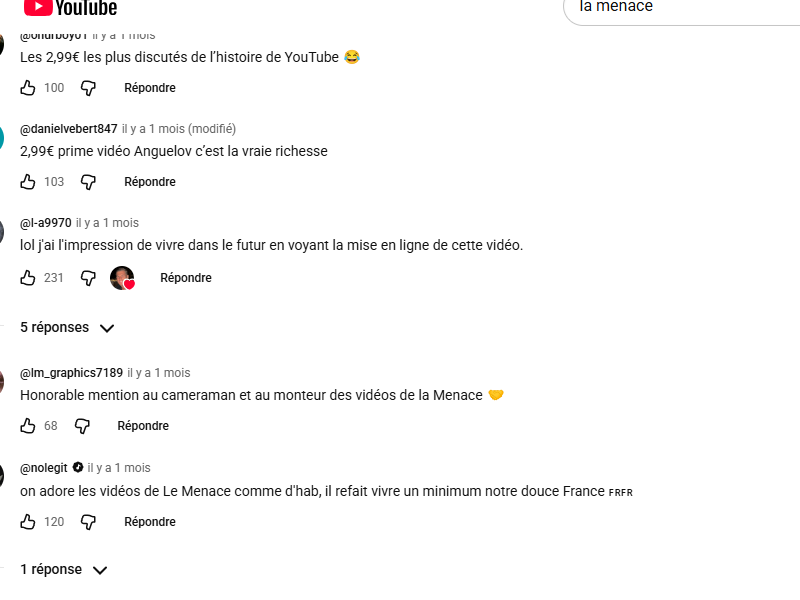 YouTube
la menace
il y a 1 mois
Les 2,99€ les plus discutés de l’histoire de YouTube 😂
100 Répondre
@danielvebert847 il y a 1 mois (modifié)
2,99€ prime vidéo Anguelov c’est la vraie richesse
103 Répondre
@l-a9970 il y a 1 mois
lol j'ai l'impression de vivre dans le futur en voyant la mise en ligne de cette vidéo.
231 Répondre
5 réponses
@lm_graphics7189 il y a 1 mois
Honorable mention au cameraman et au monteur des vidéos de la Menace 🤝
68 Répondre
@nolegit il y a 1 mois
on adore les vidéos de Le Menace comme d'hab, il refait vivre un minimum notre douce France FRFR
120 Répondre
1 réponse